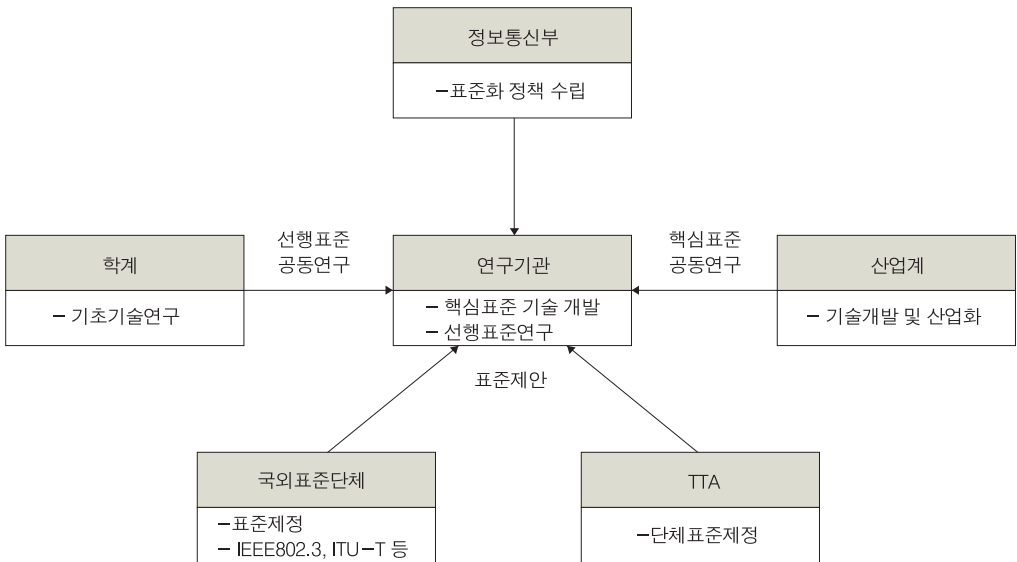 정보통신부
-표준화 정책 수립
학계
- 기초기술연구
선행표준
공동연구
연구기관
- 핵심표준 기술 개발
- 선행표준연구
핵심표준
공동연구
산업계
- 기술개발 및 산업화
표준제안
국외표준단체
-표준제정
- IEEE802.3, ITU-T 등
TTA
-단체표준제정